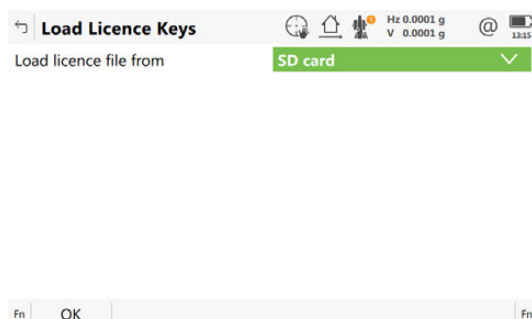 Load Licence Keys
Hz 0.0001 g
V 0.0001 g
@
13:15
Load licence file from
SD card
Fn
OK
Fn